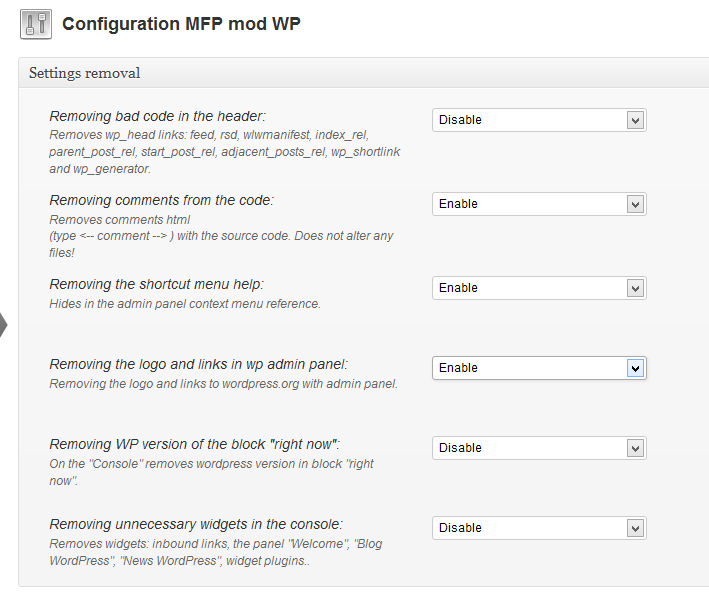 Configuration MFP mod WP
Settings removal
Removing bad code in the header:
Disable
Removes wp_head links: feed, rsd, wlwmanifest, index_rel,
parent_post_rel, start_post_rel, adjacent_posts_rel, wp_shortlink
and wp_generator.
Removing comments from the code:
Enable
Removes comments html
(type <-- comment --> ) with the source code. Does not alter any
files!
Removing the shortcut menu help:
Enable
Hides in the admin panel context menu reference.
Removing the logo and links in wp admin panel:
Enable
Removing the logo and links to wordpress.org with admin panel.
Removing WP version of the block "right now":
Disable
On the "Console" removes wordpress version in block "right
now".
Removing unnecessary widgets in the console:
Disable
Removes widgets: inbound links, the panel "Welcome", "Blog
WordPress", "News WordPress", widget plugins..